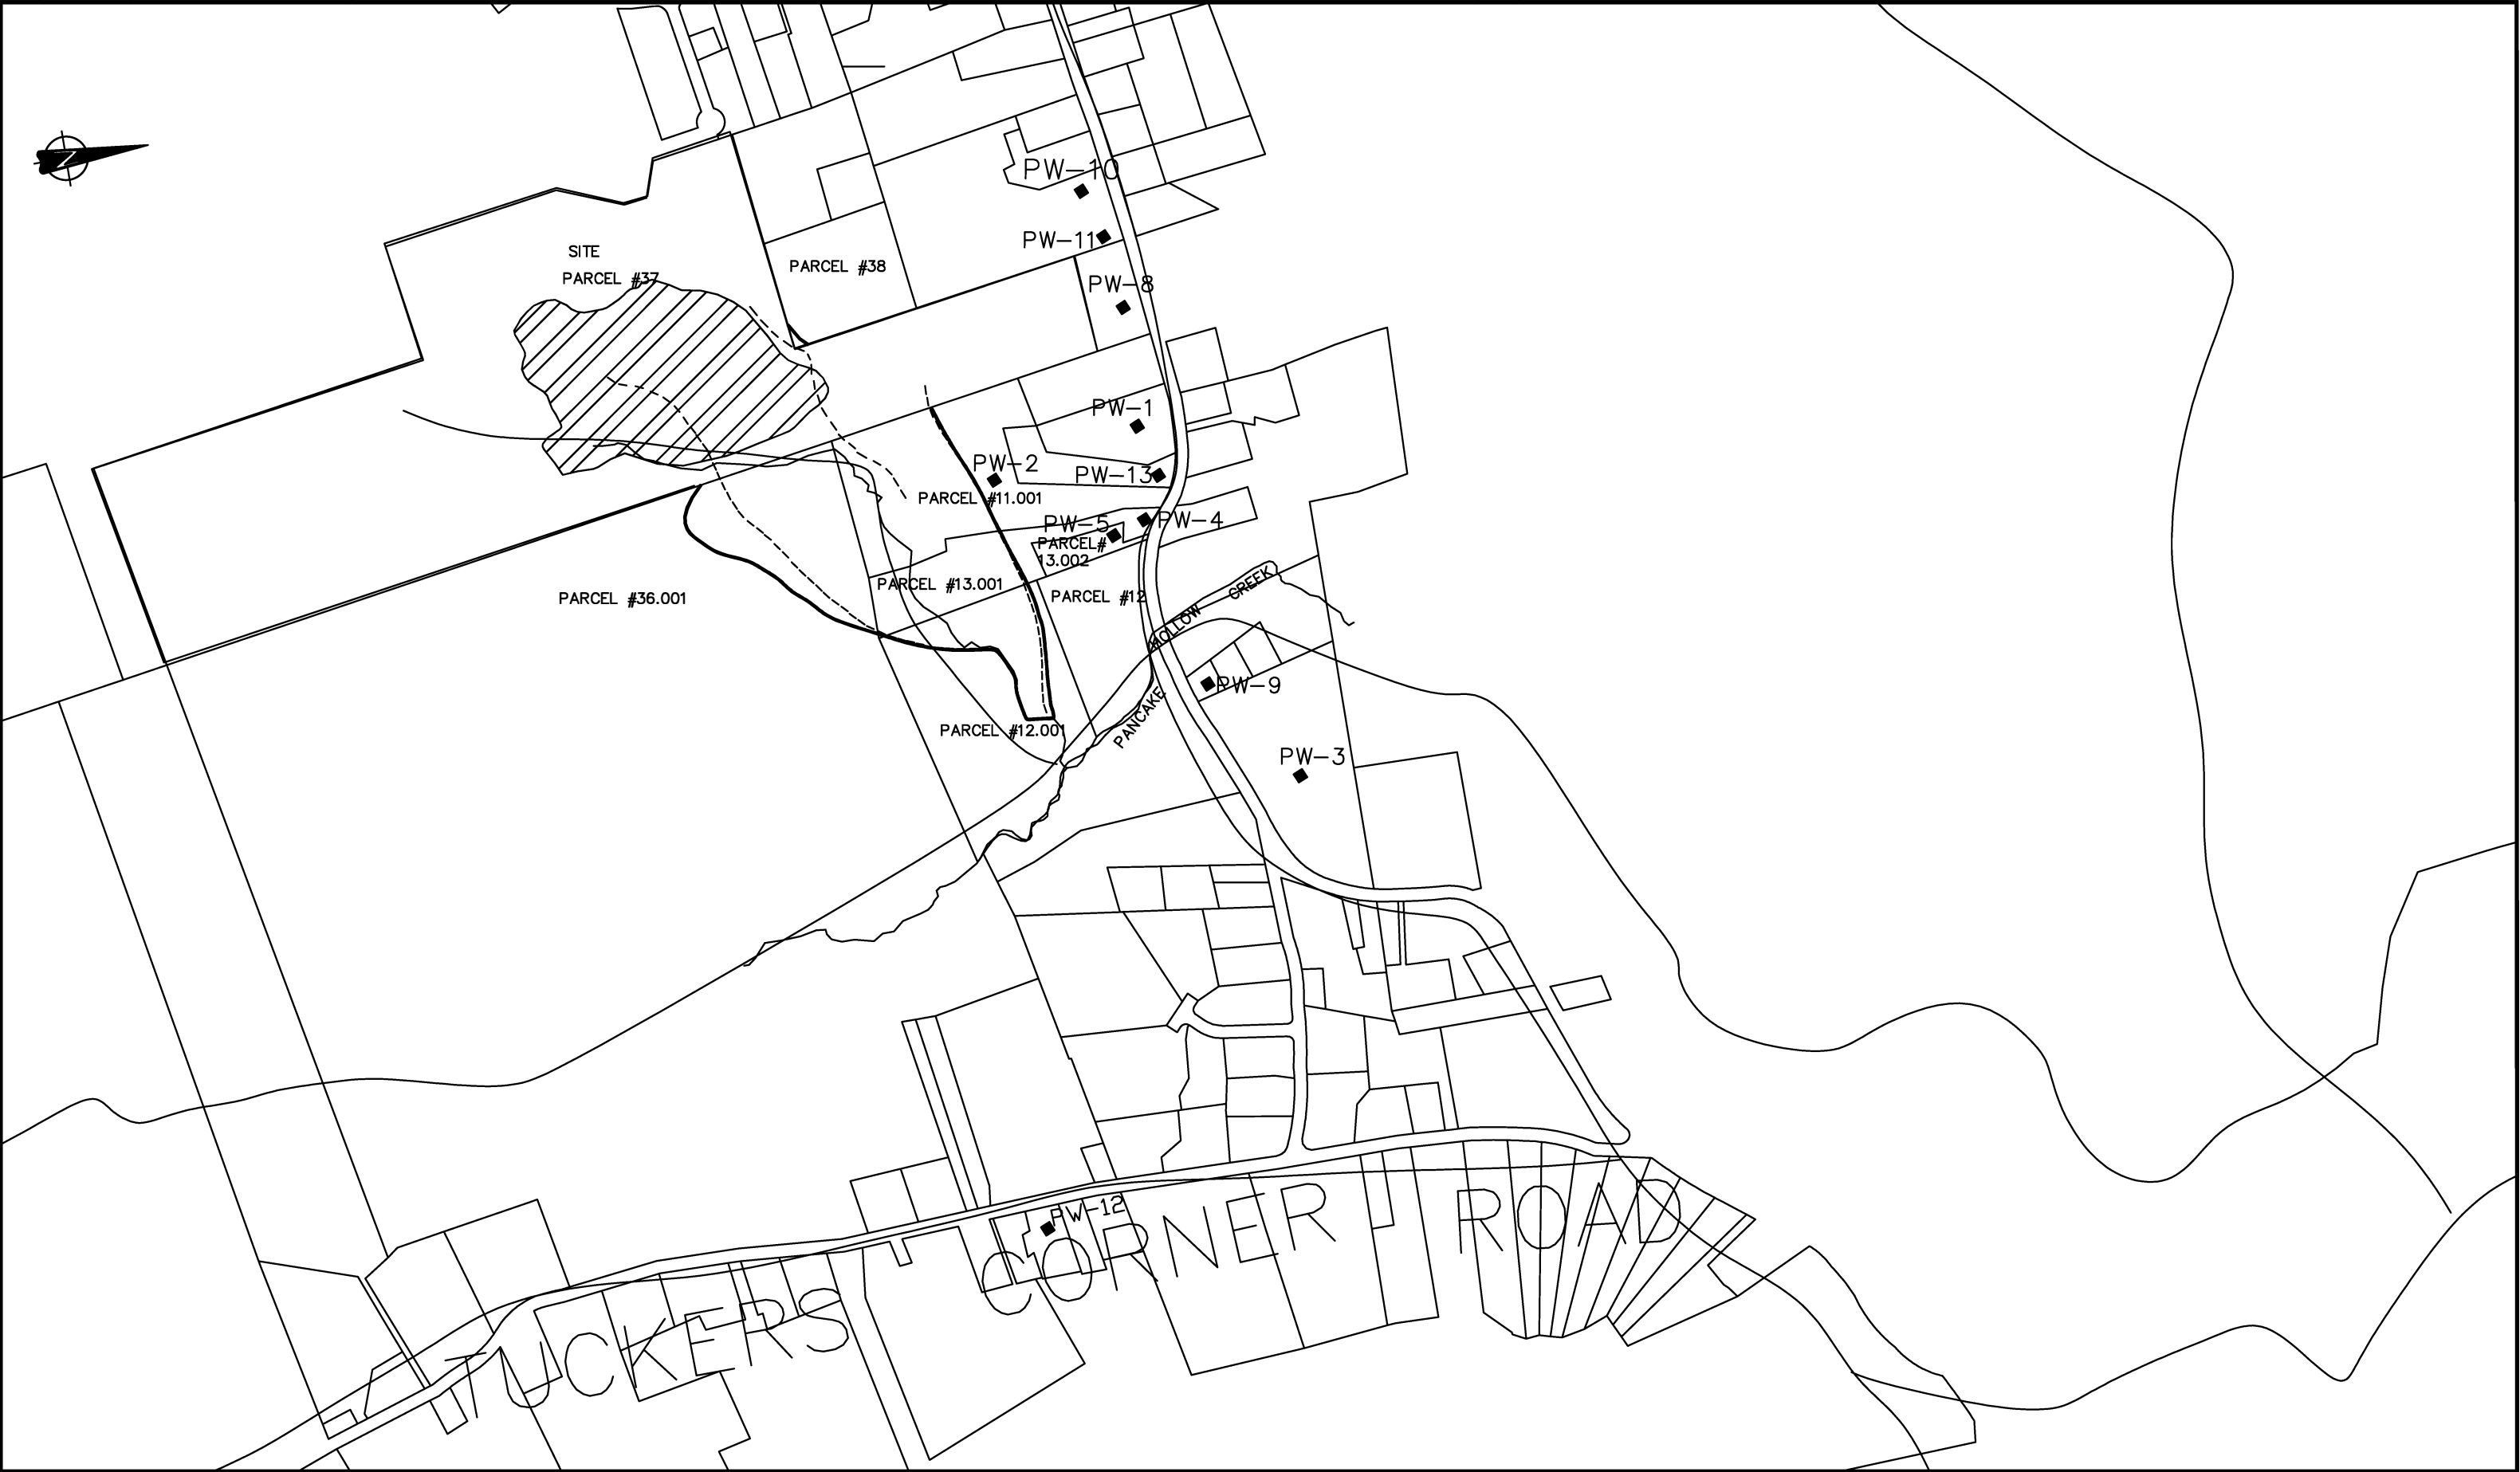 PW-10
N
PW-11
SITE
PARCEL #37
PARCEL #38
PW-8
PW-1
PW-2
PW-13
PARCEL #11.001
PW-5
PW-4
PARCEL#
13.002
PARCEL #13.001
PARCEL #12
PARCEL #36.001
PANCAKE HOLLOW CREEK
PW-9
PARCEL #12.001
PW-3
PW-12
TUCKERS CORNER ROAD